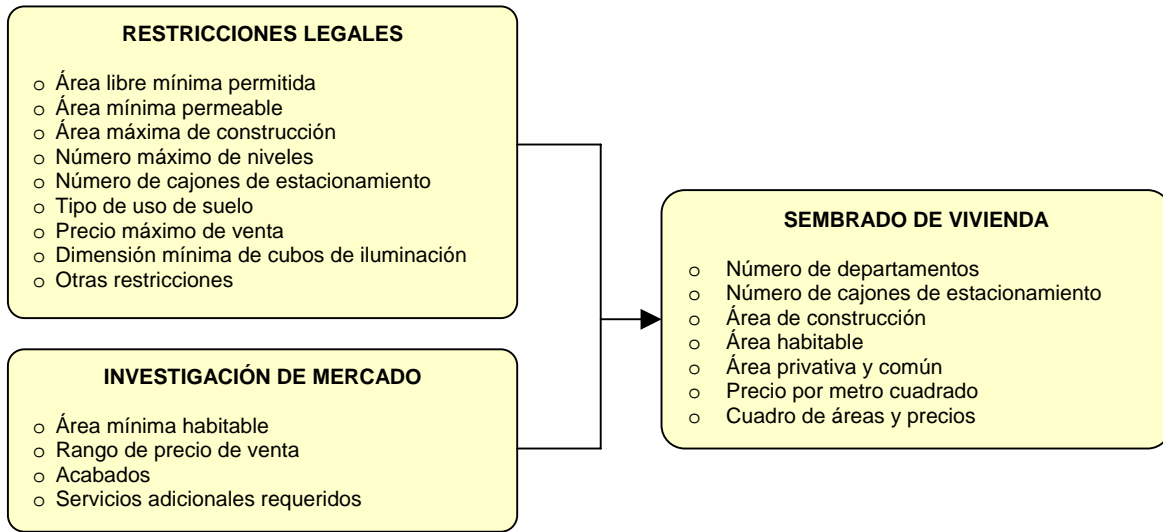 RESTRICCIONES LEGALES
o Área libre mínima permitida
o Área mínima permeable
o Área máxima de construcción
o Número máximo de niveles
o Número de cajones de estacionamiento
o Tipo de uso de suelo
o Precio máximo de venta
o Dimensión mínima de cubos de iluminación
o Otras restricciones
INVESTIGACIÓN DE MERCADO
o Área mínima habitable
o Rango de precio de venta
o Acabados
o Servicios adicionales requeridos
SEMBRADO DE VIVIENDA
o Número de departamentos
o Número de cajones de estacionamiento
o Área de construcción
o Área habitable
o Área privativa y común
o Precio por metro cuadrado
o Cuadro de áreas y precios